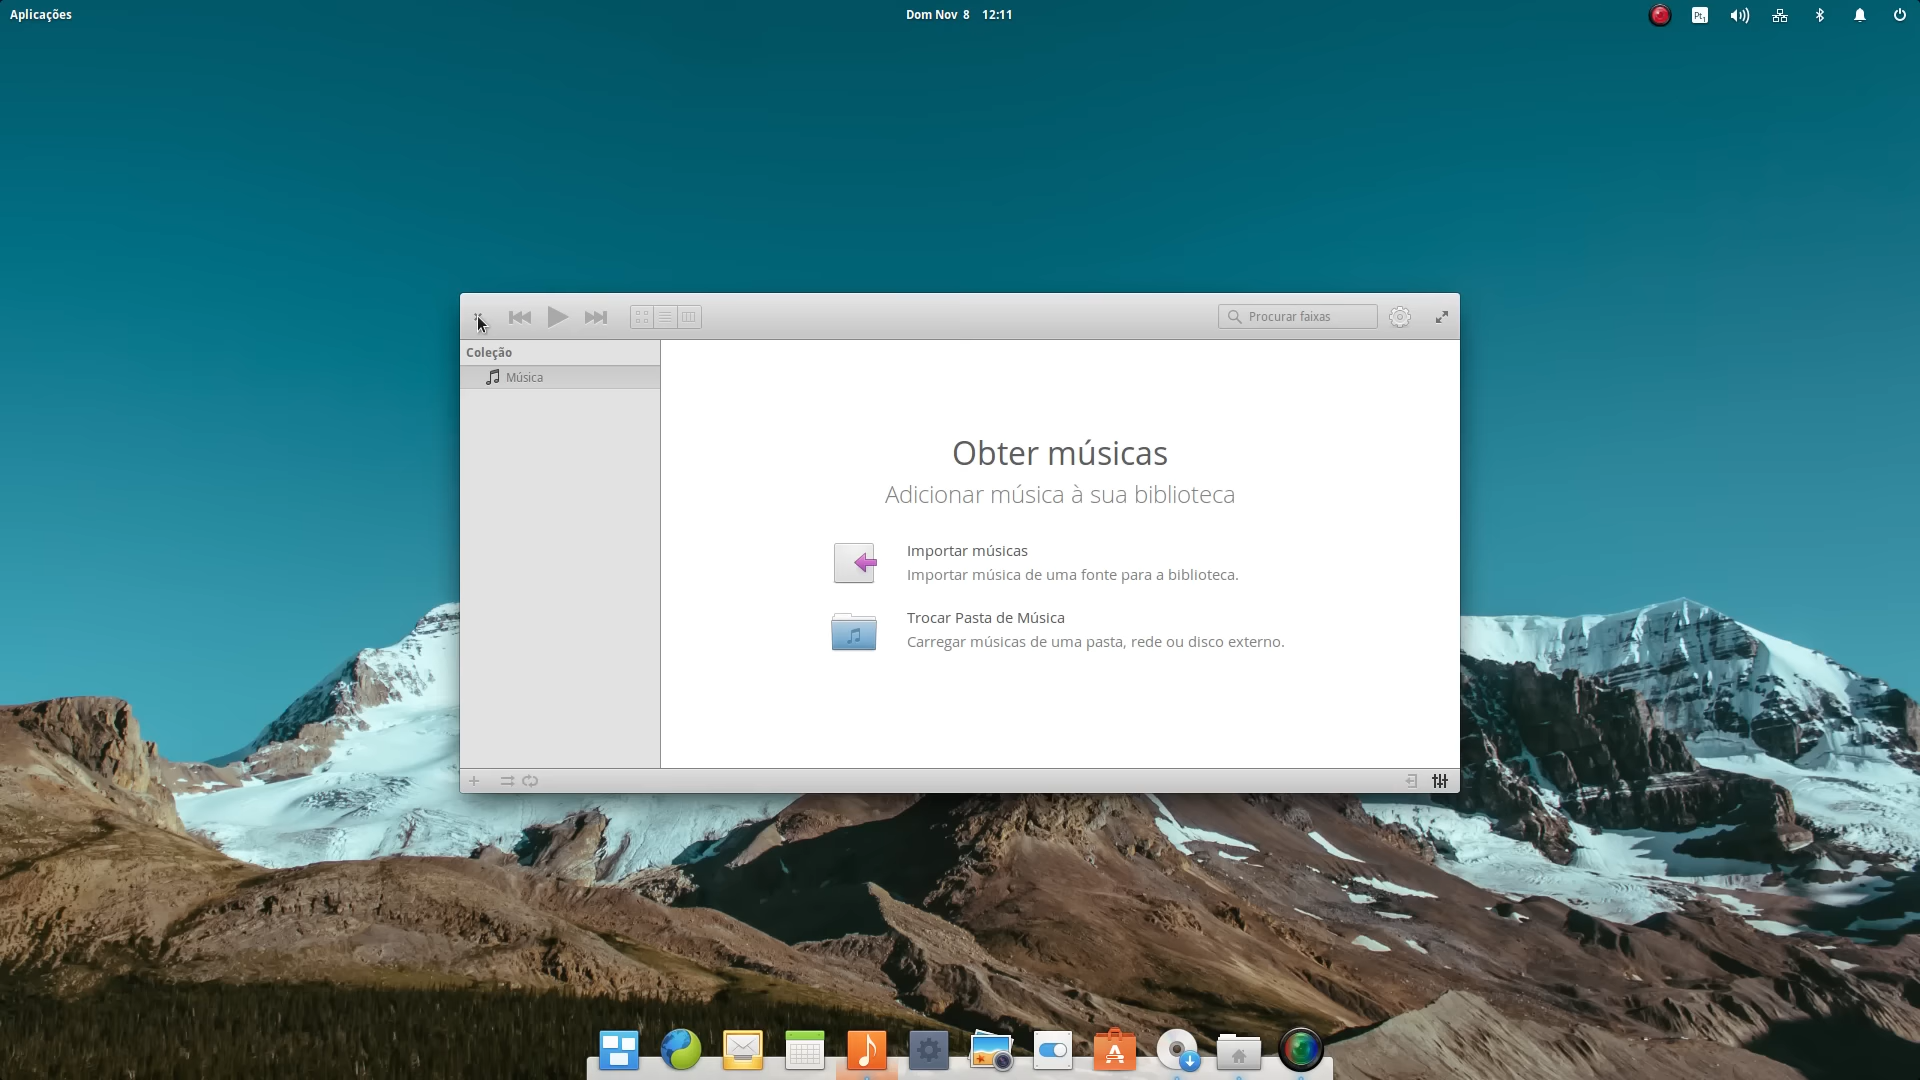 Aplicações
Dom Nov 8 12:11
Pt₁
Procurar faixas
Coleção
Música
Obter músicas
Adicionar música à sua biblioteca
Importar músicas
Importar música de uma fonte para a biblioteca.
Trocar Pasta de Música
Carregar músicas de uma pasta, rede ou disco externo.